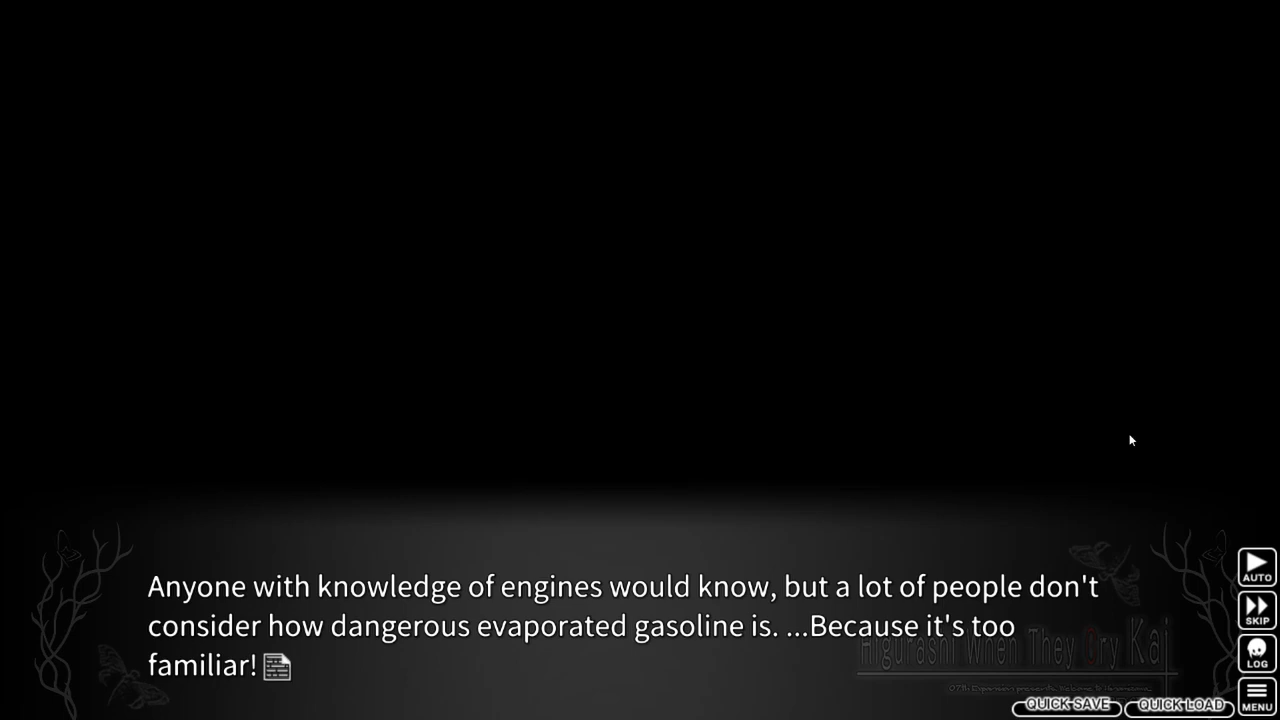 Anyone with knowledge of engines would know, but a lot of people don't
consider how dangerous evaporated gasoline is. ...Because it's too
familiar!
Higurashi When They Cry Kai
AUTO
SKIP
LOG
MENU
QUICK SAVE
QUICK LOAD